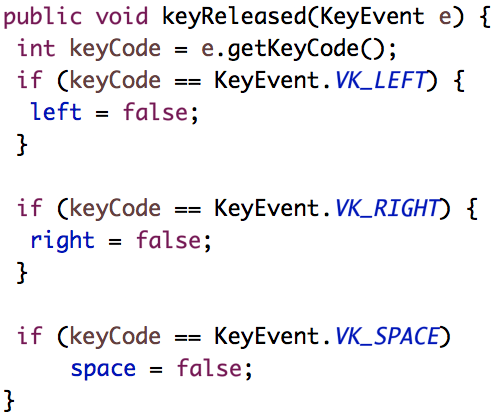 public void keyReleased(KeyEvent e) {
int keyCode = e.getKeyCode();
if (keyCode == KeyEvent.VK_LEFT) {
left = false;
}
if (keyCode == KeyEvent.VK_RIGHT) {
right = false;
}
if (keyCode == KeyEvent.VK_SPACE)
space = false;
}